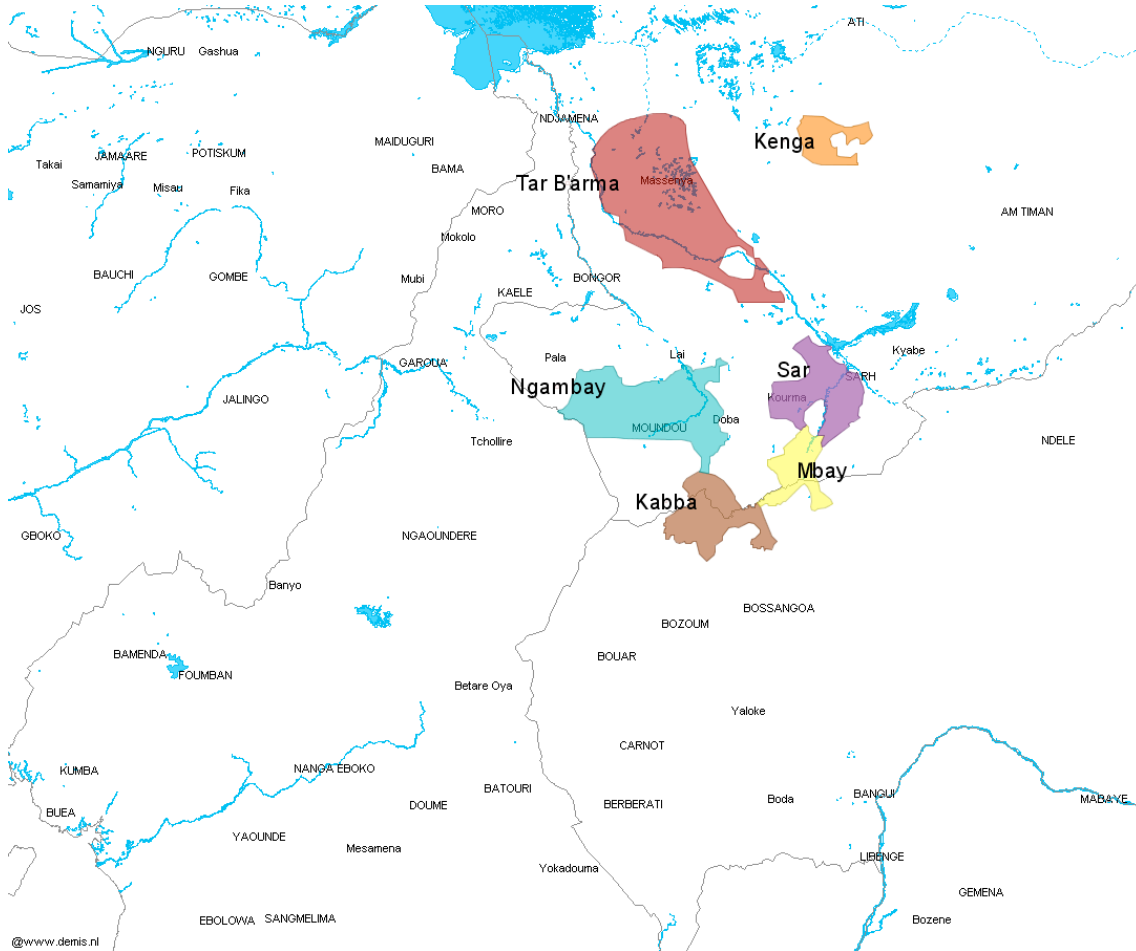 ATI
NGURU
Gashua
NDJAMENA
Kenga
MAIDUGURI
JAMAARE
POTISKUM
Takai
BAMA
Tar B'arma
Massenya
Samamiya
Misau
Fika
MORO
AM TIMAN
Mokolo
BAUCHI
GOMBE
Mubi
BONGOR
KAELE
JOS
Pala
Lai
Kyabe
GAROUA
Sar
SARH
Ngambay
Kourma
JALINGO
Doba
MOUNDOU
Tchollire
NDELE
Mbay
Kabba
GBOKO
NGAOUNDERE
Banyo
BOSSANGOA
BOZOUM
BAMENDA
BOUAR
FOUMBAN
Betare Oya
Yaloke
CARNOT
KUMBA
NANGA EBOKO
BATOURI
BANGUI
DOUME
BERBERATI
Boda
MABAYE
BUEA
YAOUNDE
Mesamena
LIBENGE
Yokadouma
GEMENA
EBOLOWA
SANGMELIMA
Bozene
@www.demis.nl